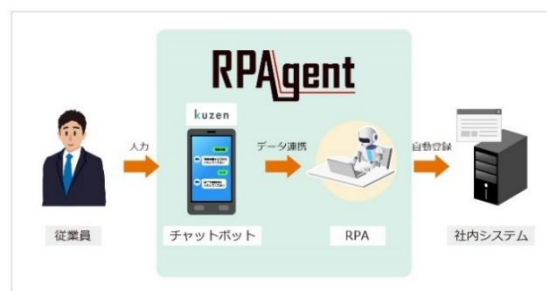 RPAgent
kuzen
入力
データ連携
自動登録
従業員
チャットボット
RPA
社内システム